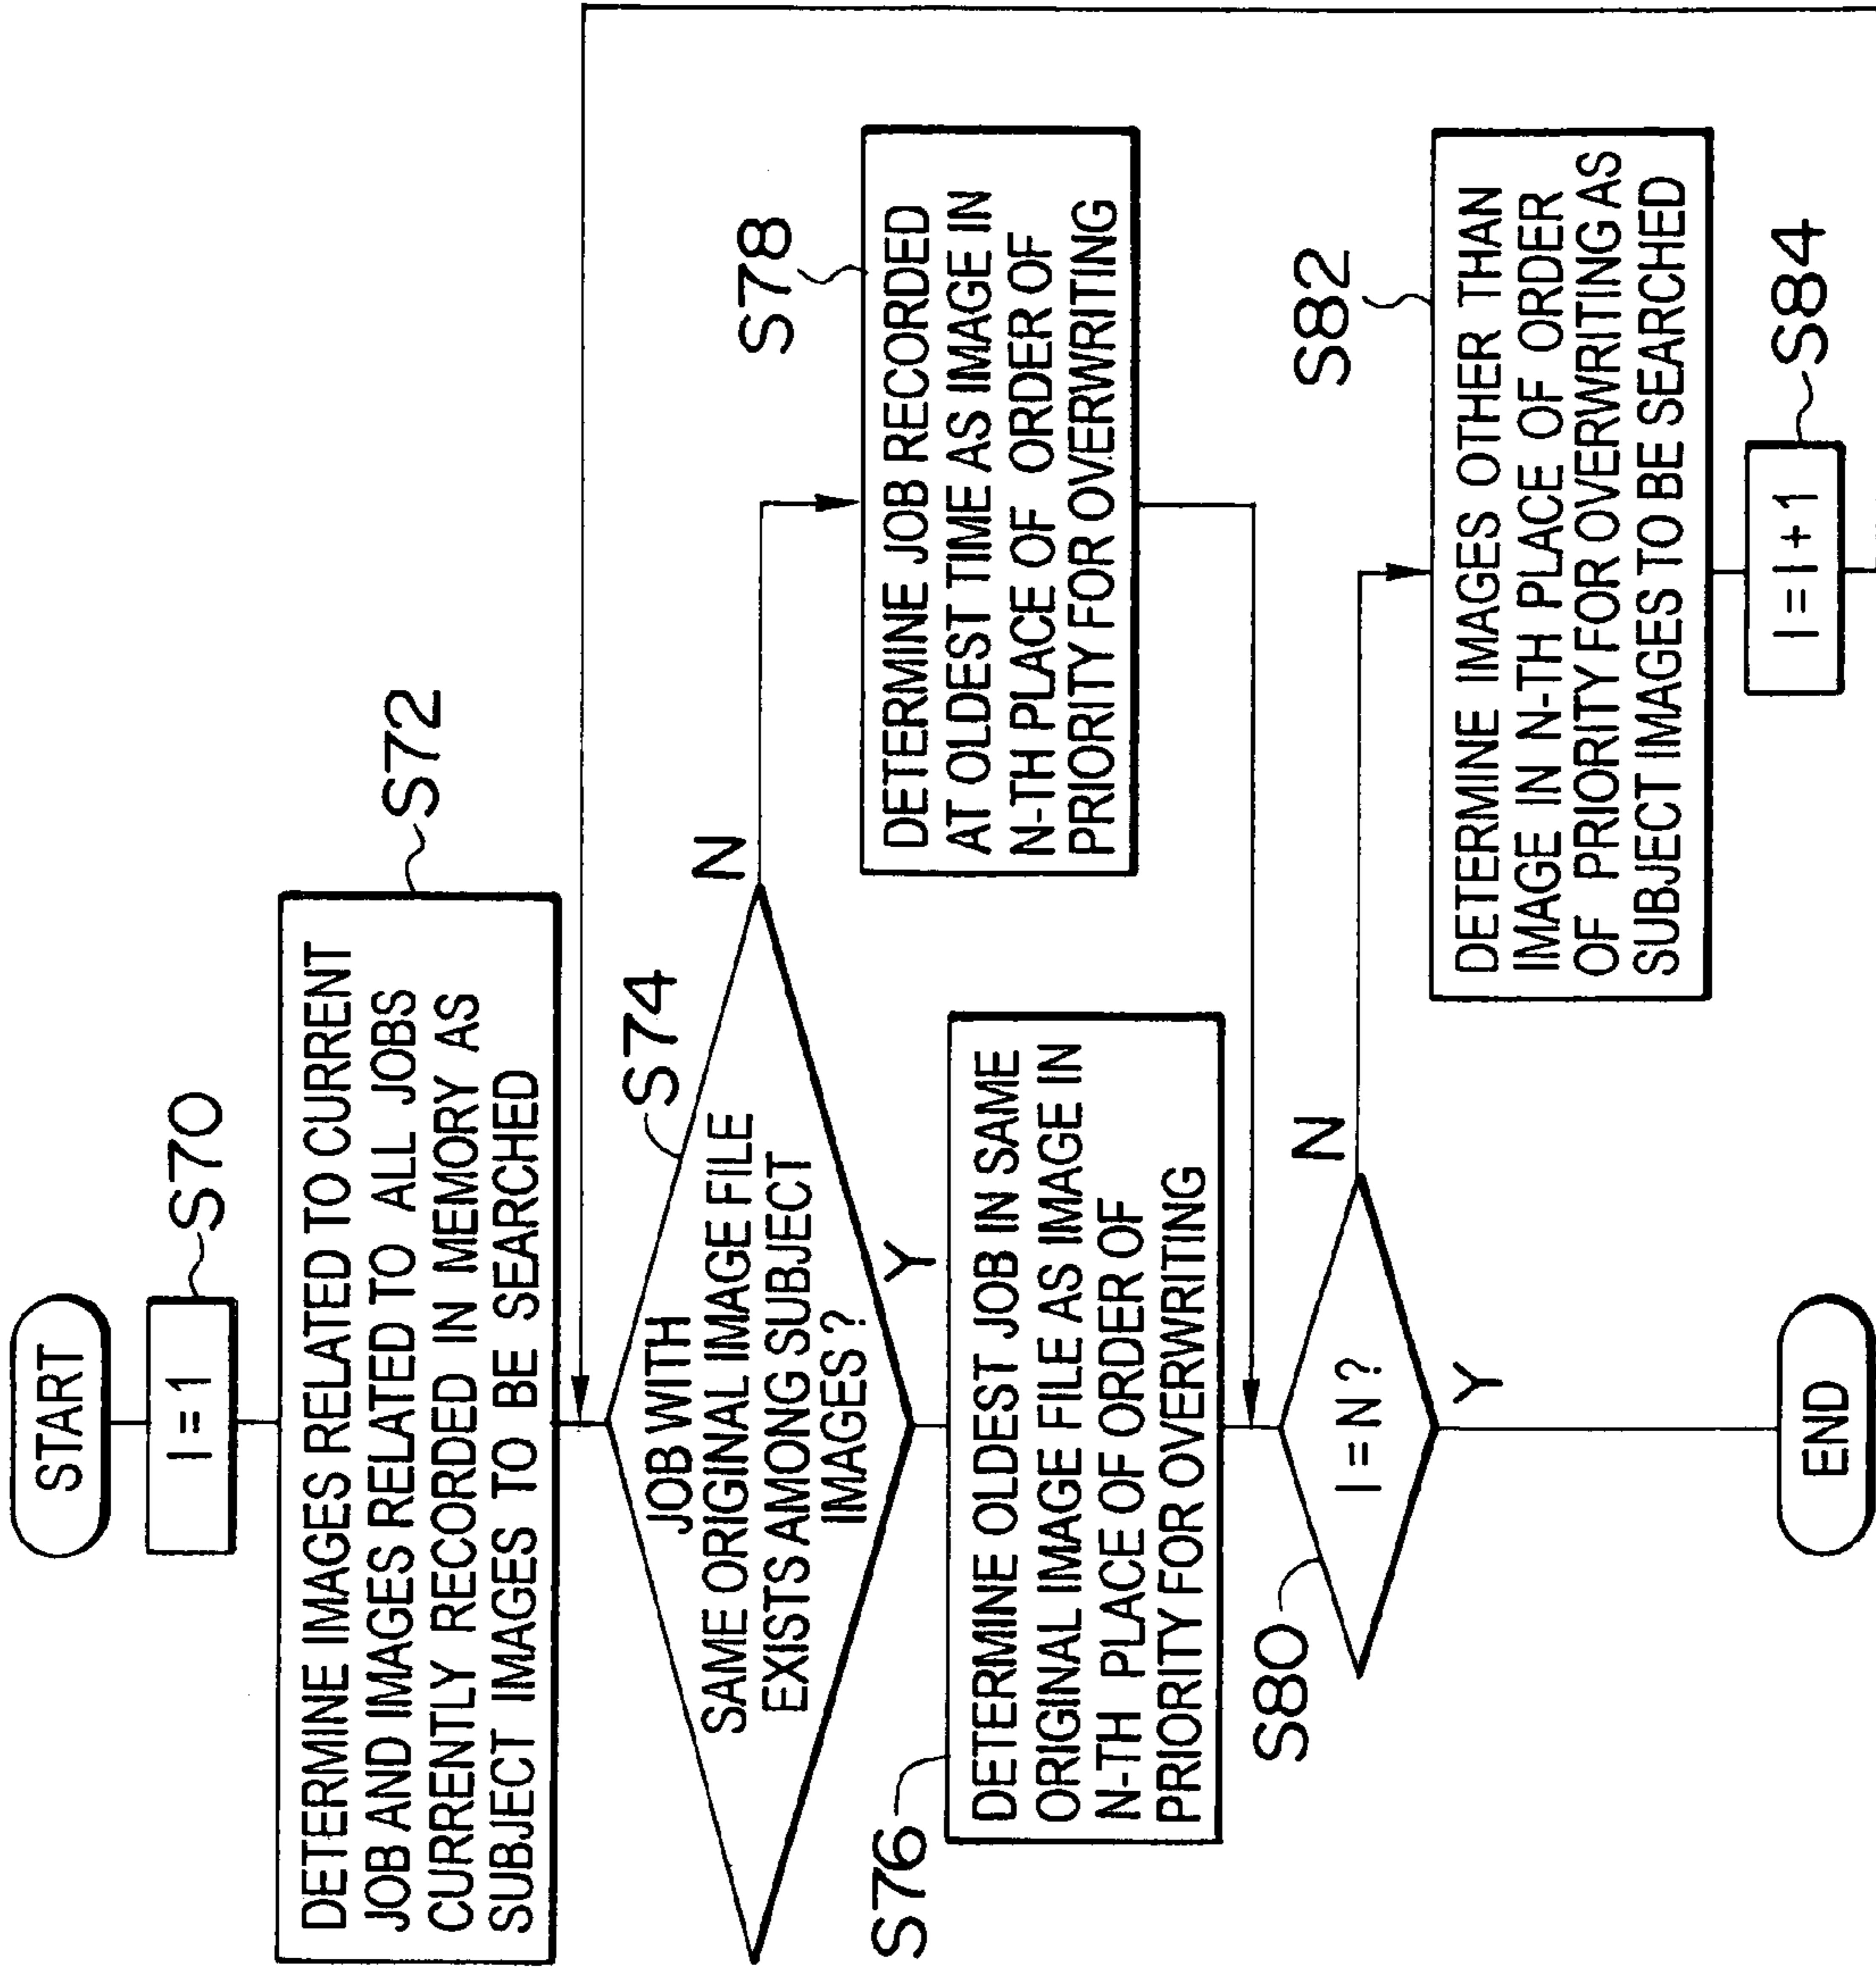 START
I = 1
S70
DETERMINE IMAGES RELATED TO CURRENT
JOB AND IMAGES RELATED TO ALL JOBS
CURRENTLY RECORDED IN MEMORY AS
SUBJECT IMAGES TO BE SEARCHED
S72
JOB WITH
SAME ORIGINAL IMAGE FILE
EXISTS AMONG SUBJECT
IMAGES?
S74
N
Y
DETERMINE OLDEST JOB IN SAME
ORIGINAL IMAGE FILE AS IMAGE IN
N-TH PLACE OF ORDER OF
PRIORITY FOR OVERWRITING
S76
DETERMINE JOB RECORDED
AT OLDEST TIME AS IMAGE IN
N-TH PLACE OF ORDER OF
PRIORITY FOR OVERWRITING
S78
I = N?
S80
N
Y
DETERMINE IMAGES OTHER THAN
IMAGE IN N-TH PLACE OF ORDER
OF PRIORITY FOR OVERWRITING AS
SUBJECT IMAGES TO BE SEARCHED
S82
I = I + 1
S84
END